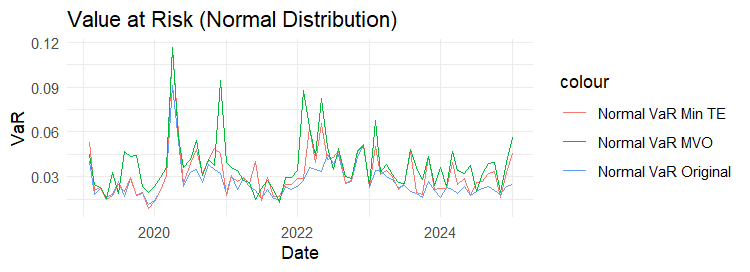 Value at Risk (Normal Distribution)
0.12
0.09
0.06
0.03
VaR
2020
2022
2024
Date
colour
Normal VaR Min TE
Normal VaR MVO
Normal VaR Original